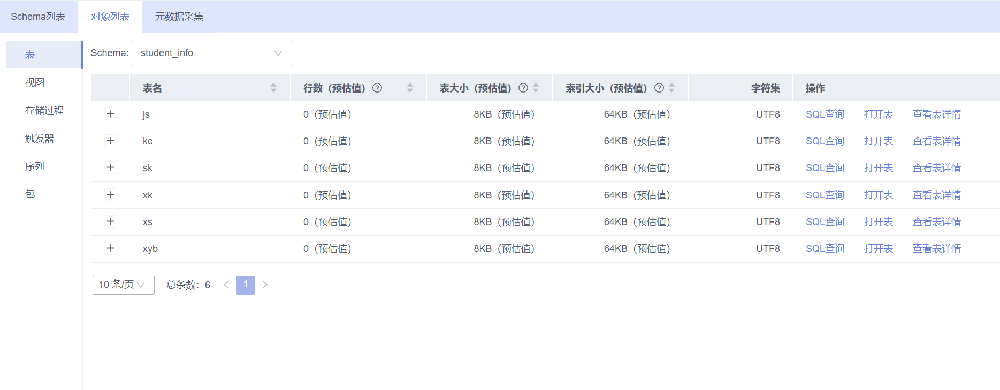 Schema列表 对象列表 元数据采集
表
视图
存储过程
触发器
序列
包
Schema: student_info
表名 行数（预估值） 表大小（预估值） 索引大小（预估值） 字符集 操作
js 0（预估值） 8KB（预估值） 64KB（预估值） UTF8 SQL查询 | 打开表 | 查看表详情
kc 0（预估值） 8KB（预估值） 64KB（预估值） UTF8 SQL查询 | 打开表 | 查看表详情
sk 0（预估值） 8KB（预估值） 64KB（预估值） UTF8 SQL查询 | 打开表 | 查看表详情
xk 0（预估值） 8KB（预估值） 64KB（预估值） UTF8 SQL查询 | 打开表 | 查看表详情
xs 0（预估值） 8KB（预估值） 64KB（预估值） UTF8 SQL查询 | 打开表 | 查看表详情
xyb 0（预估值） 8KB（预估值） 64KB（预估值） UTF8 SQL查询 | 打开表 | 查看表详情
10 条/页 总条数：6 < 1 >